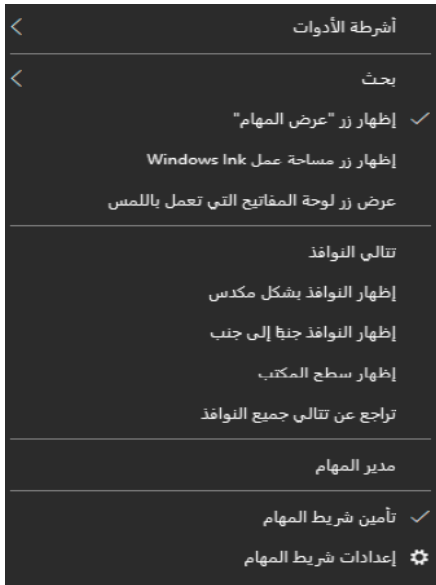 أشرطة الأدوات
بحث
إظهار زر "عرض المهام"
إظهار زر مساحة عمل Windows Ink
عرض زر لوحة المفاتيح التي تعمل باللمس
تتالي النوافذ
إظهار النوافذ بشكل مكدس
إظهار النوافذ جنبًا إلى جنب
إظهار سطح المكتب
تراجع عن تتالي جميع النوافذ
مدير المهام
تأمين شريط المهام
إعدادات شريط المهام